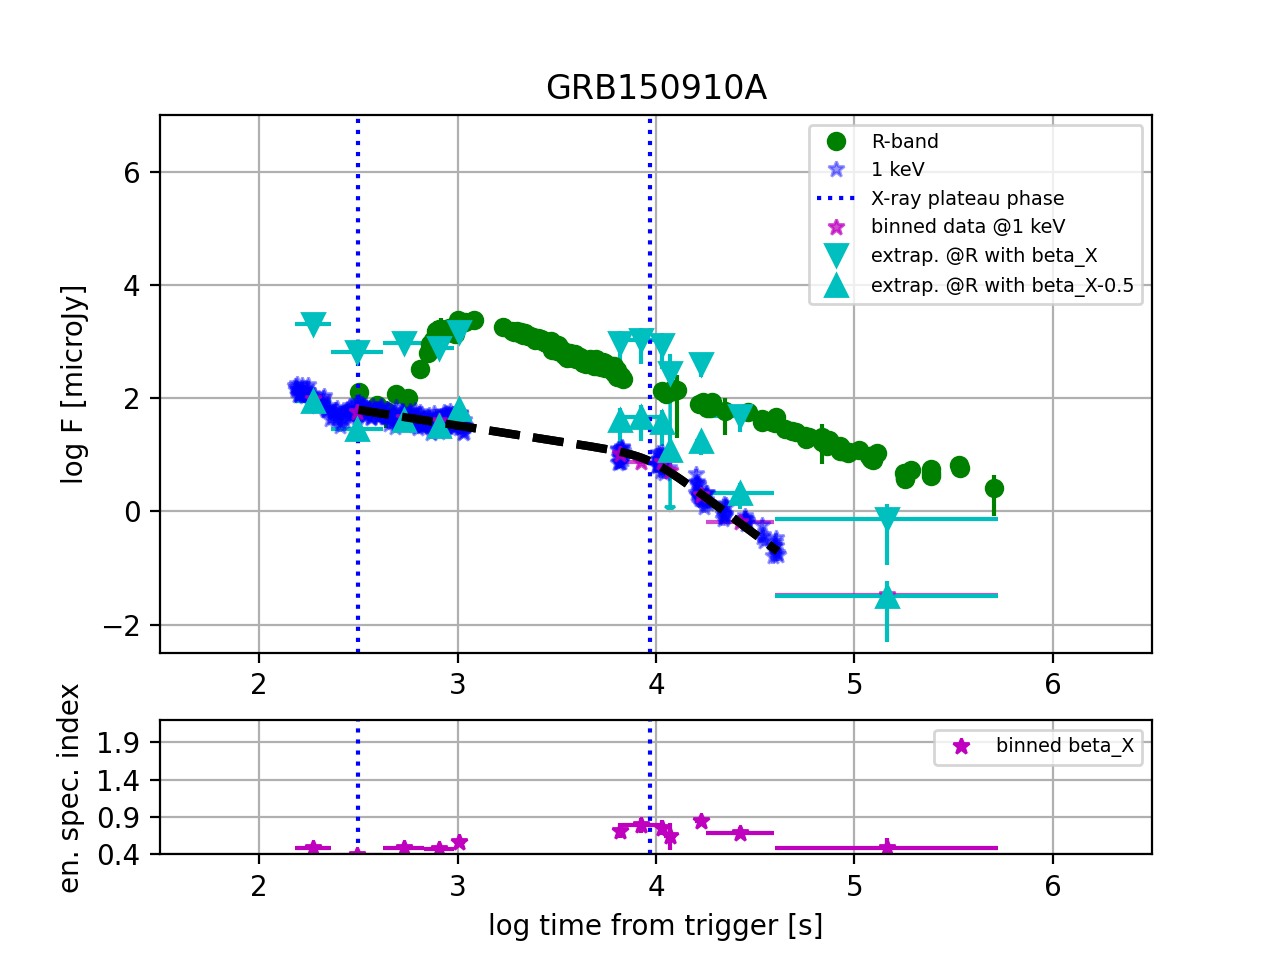 GRB150910A
log F [microJy]
6
4
2
0
−2
R-band
1 keV
X-ray plateau phase
binned data @1 keV
extrap. @R with beta_X
extrap. @R with beta_X-0.5
2 3 4 5 6
en. spec. index
1.9
1.4
0.9
0.4
binned beta_X
2 3 4 5 6
log time from trigger [s]